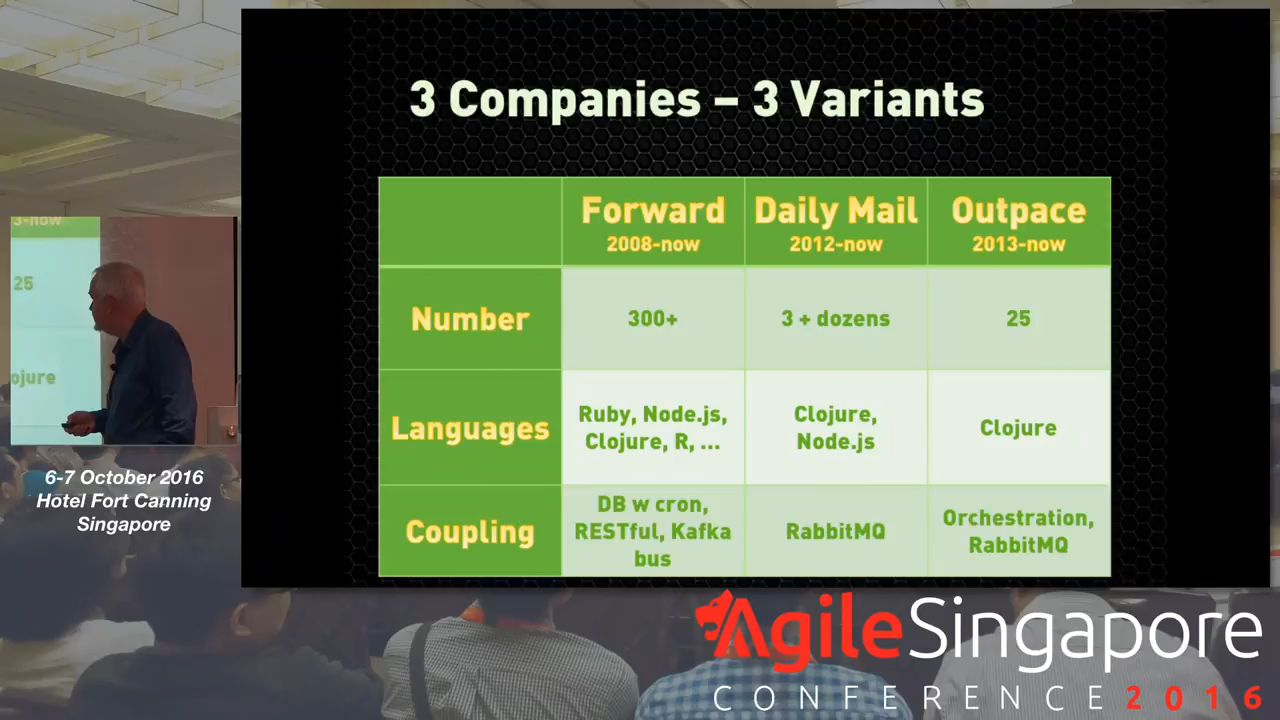 3 Companies – 3 Variants
Forward
2008-now
Daily Mail
2012-now
Outpace
2013-now
Number
300+
3 + dozens
25
Languages
Ruby, Node.js,
Clojure, R, ...
Clojure,
Node.js
Clojure
Coupling
DB w cron,
RESTful, Kafka
bus
RabbitMQ
Orchestration,
RabbitMQ
3-now
25
ojure
6-7 October 2016
Hotel Fort Canning
Singapore
AgileSingapore
CONFERENCE 2016